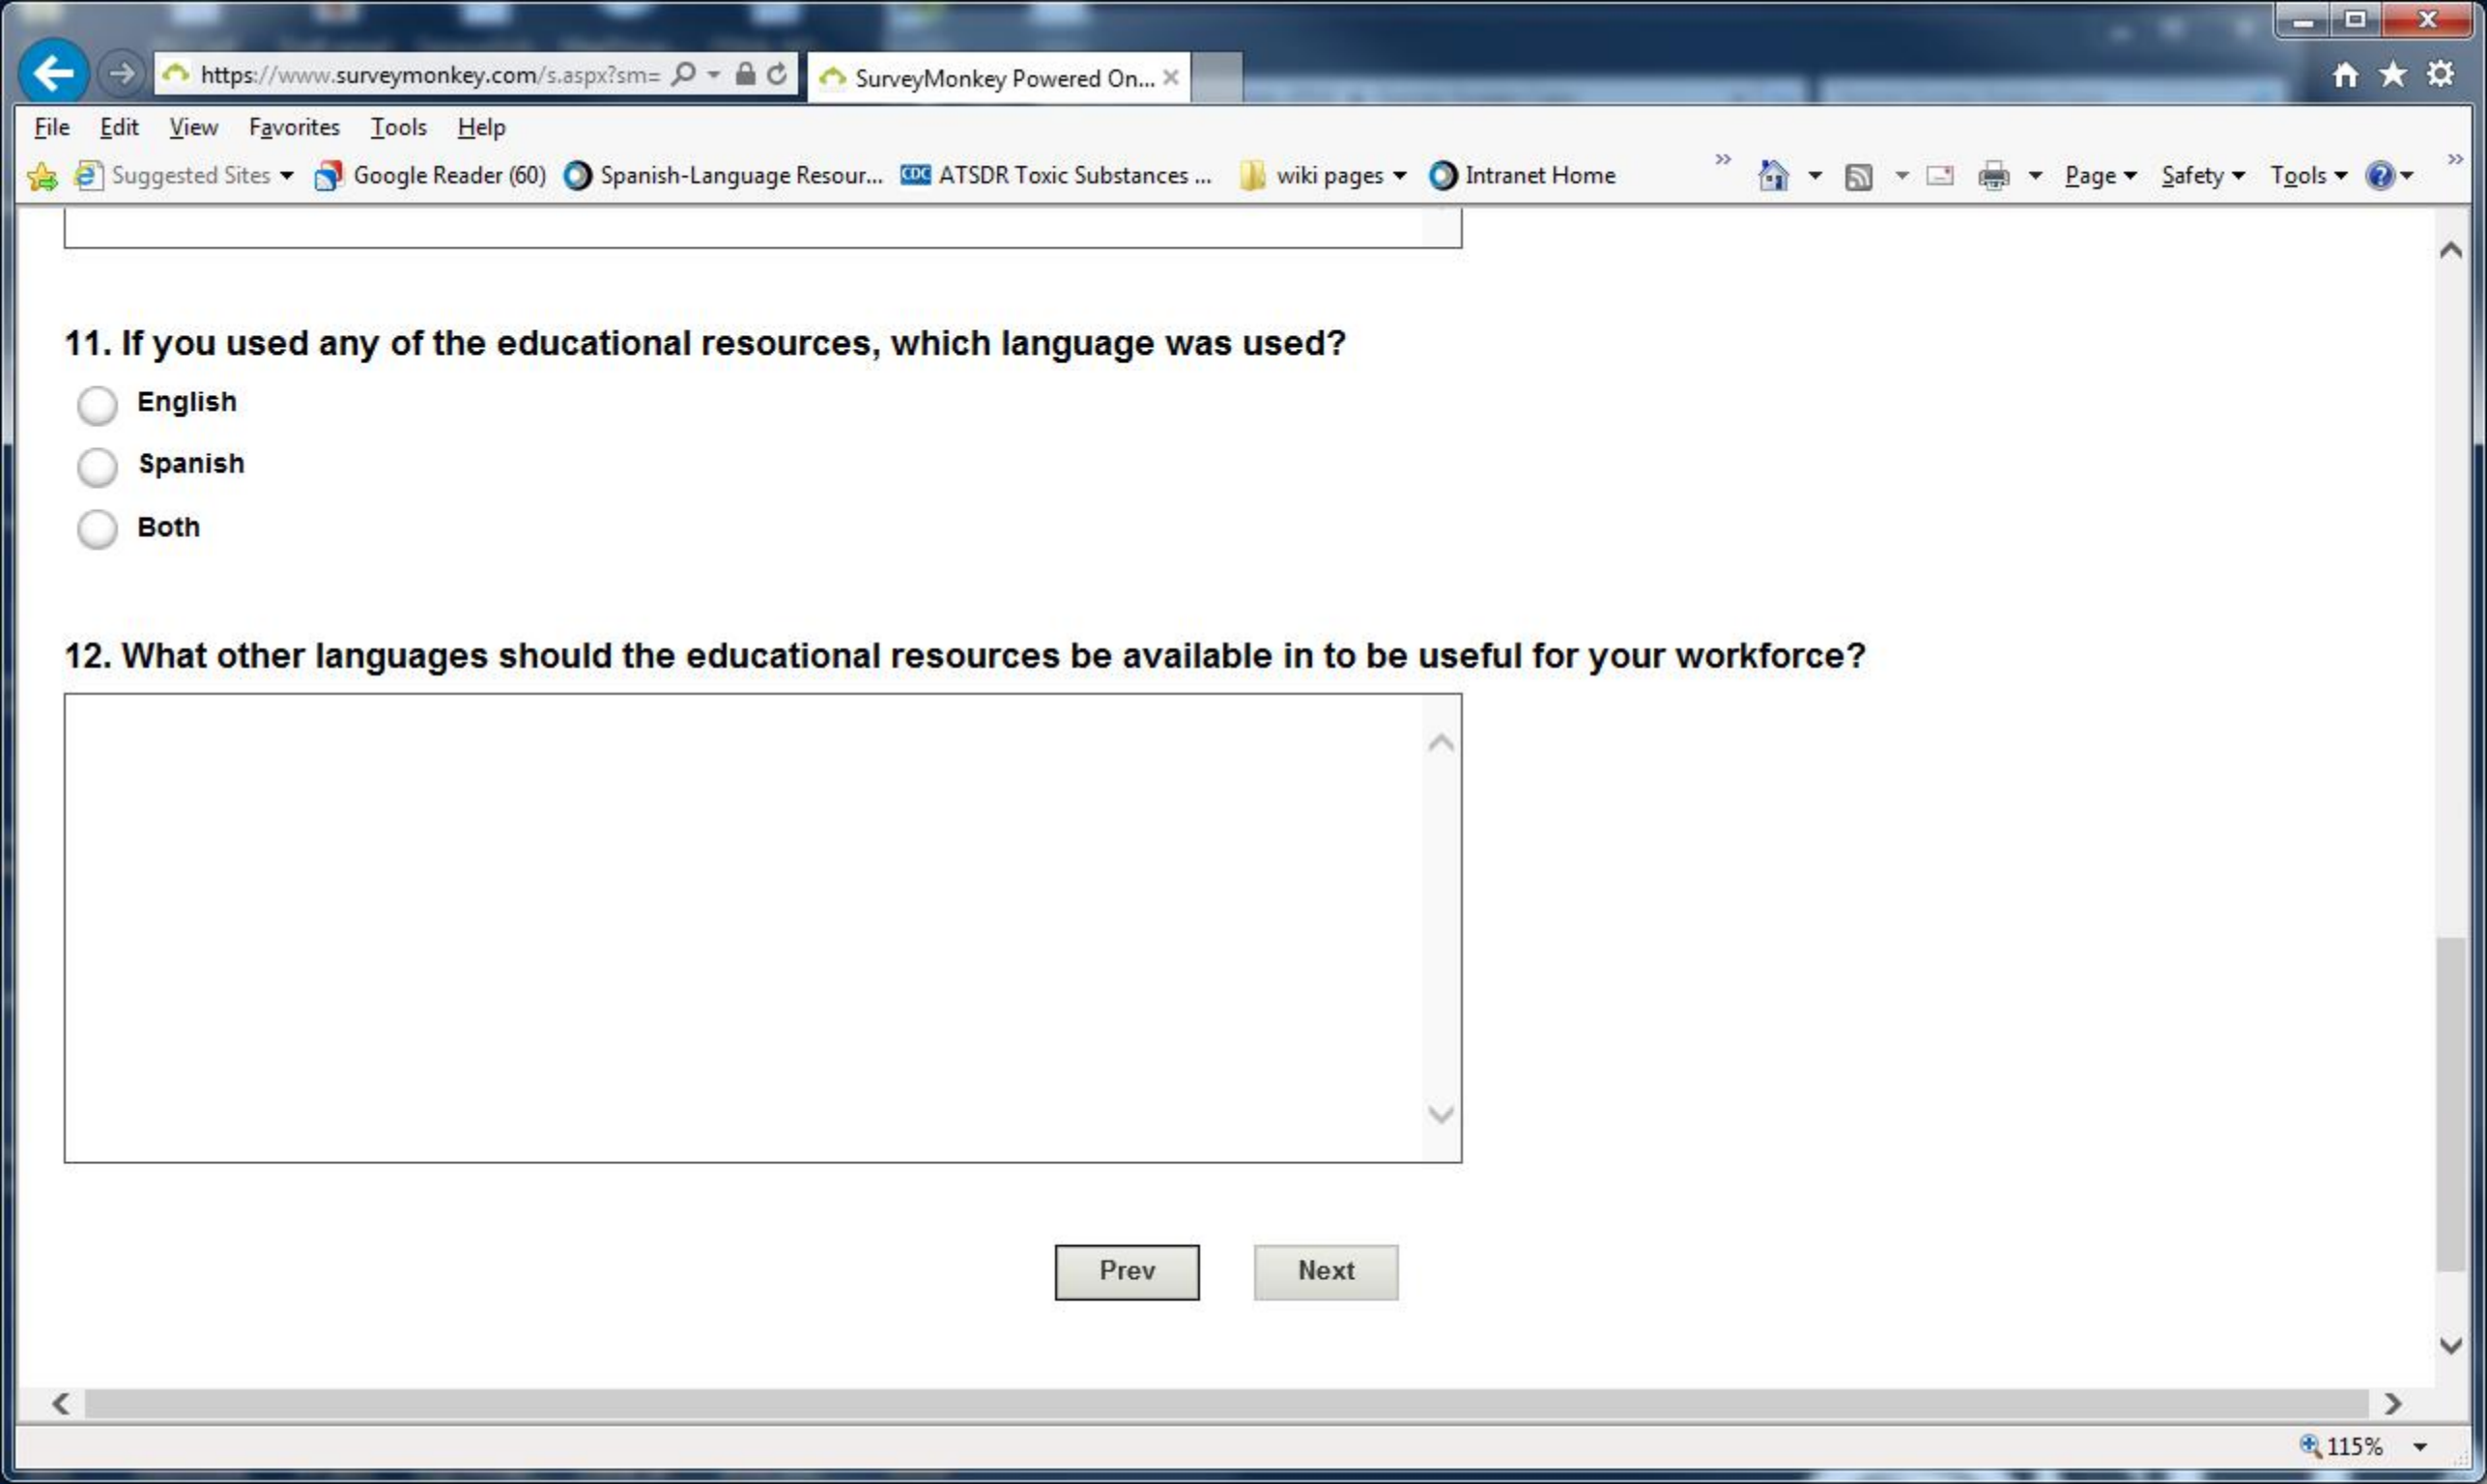 https://www.surveymonkey.com/s.aspx?sm=
SurveyMonkey Powered On...
File Edit View Favorites Tools Help
Suggested Sites Google Reader (60) Spanish-Language Resour... CDC ATSDR Toxic Substances ... wiki pages Intranet Home Page Safety Tools
11. If you used any of the educational resources, which language was used?
English
Spanish
Both
12. What other languages should the educational resources be available in to be useful for your workforce?
Prev Next
115%